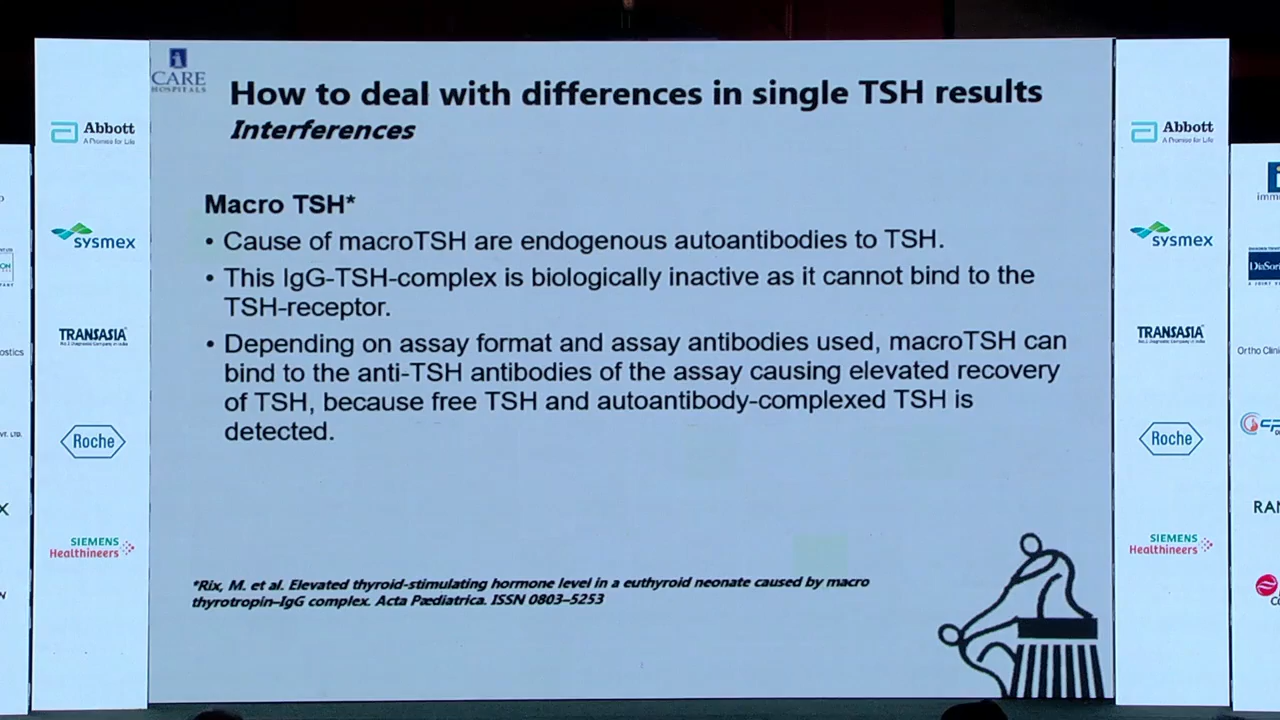 CARE
HOSPITALS
How to deal with differences in single TSH results
Interferences
Macro TSH*
• Cause of macroTSH are endogenous autoantibodies to TSH.
• This IgG-TSH-complex is biologically inactive as it cannot bind to the
TSH-receptor.
• Depending on assay format and assay antibodies used, macroTSH can
bind to the anti-TSH antibodies of the assay causing elevated recovery
of TSH, because free TSH and autoantibody-complexed TSH is
detected.
*Rix, M. et al. Elevated thyroid-stimulating hormone level in a euthyroid neonate caused by macro
thyrotropin–IgG complex. Acta Pædiatrica. ISSN 0803–5253
Abbott
A Promise for Life
sysmex
TRANSASIA
Roche
SIEMENS
Healthineers
Abbott
A Promise for Life
sysmex
TRANSASIA
Roche
SIEMENS
Healthineers
ostics
VT. LTD.
X
imm
DiaSor
Ortho Clini
RAN